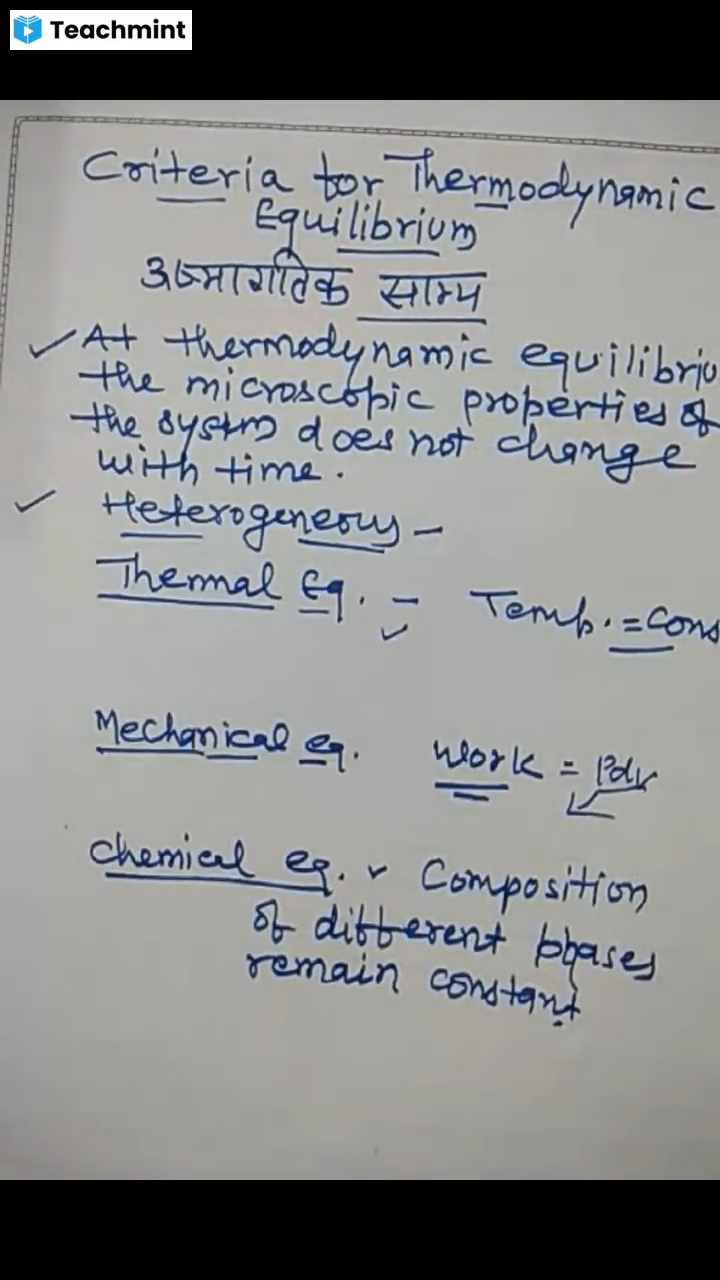 Teachmint
Criteria for Thermodynamic
Equilibrium
ऊष्मागतिक साम्य
At thermodynamic equilibriu
the microscopic properties of
the system does not change
with time.
Heterogeneous -
Thermal Eq. - Temp. = Cons
Mechanical eq. Work = Pdv
Chemical eq. Composition
of different phases
remain constant